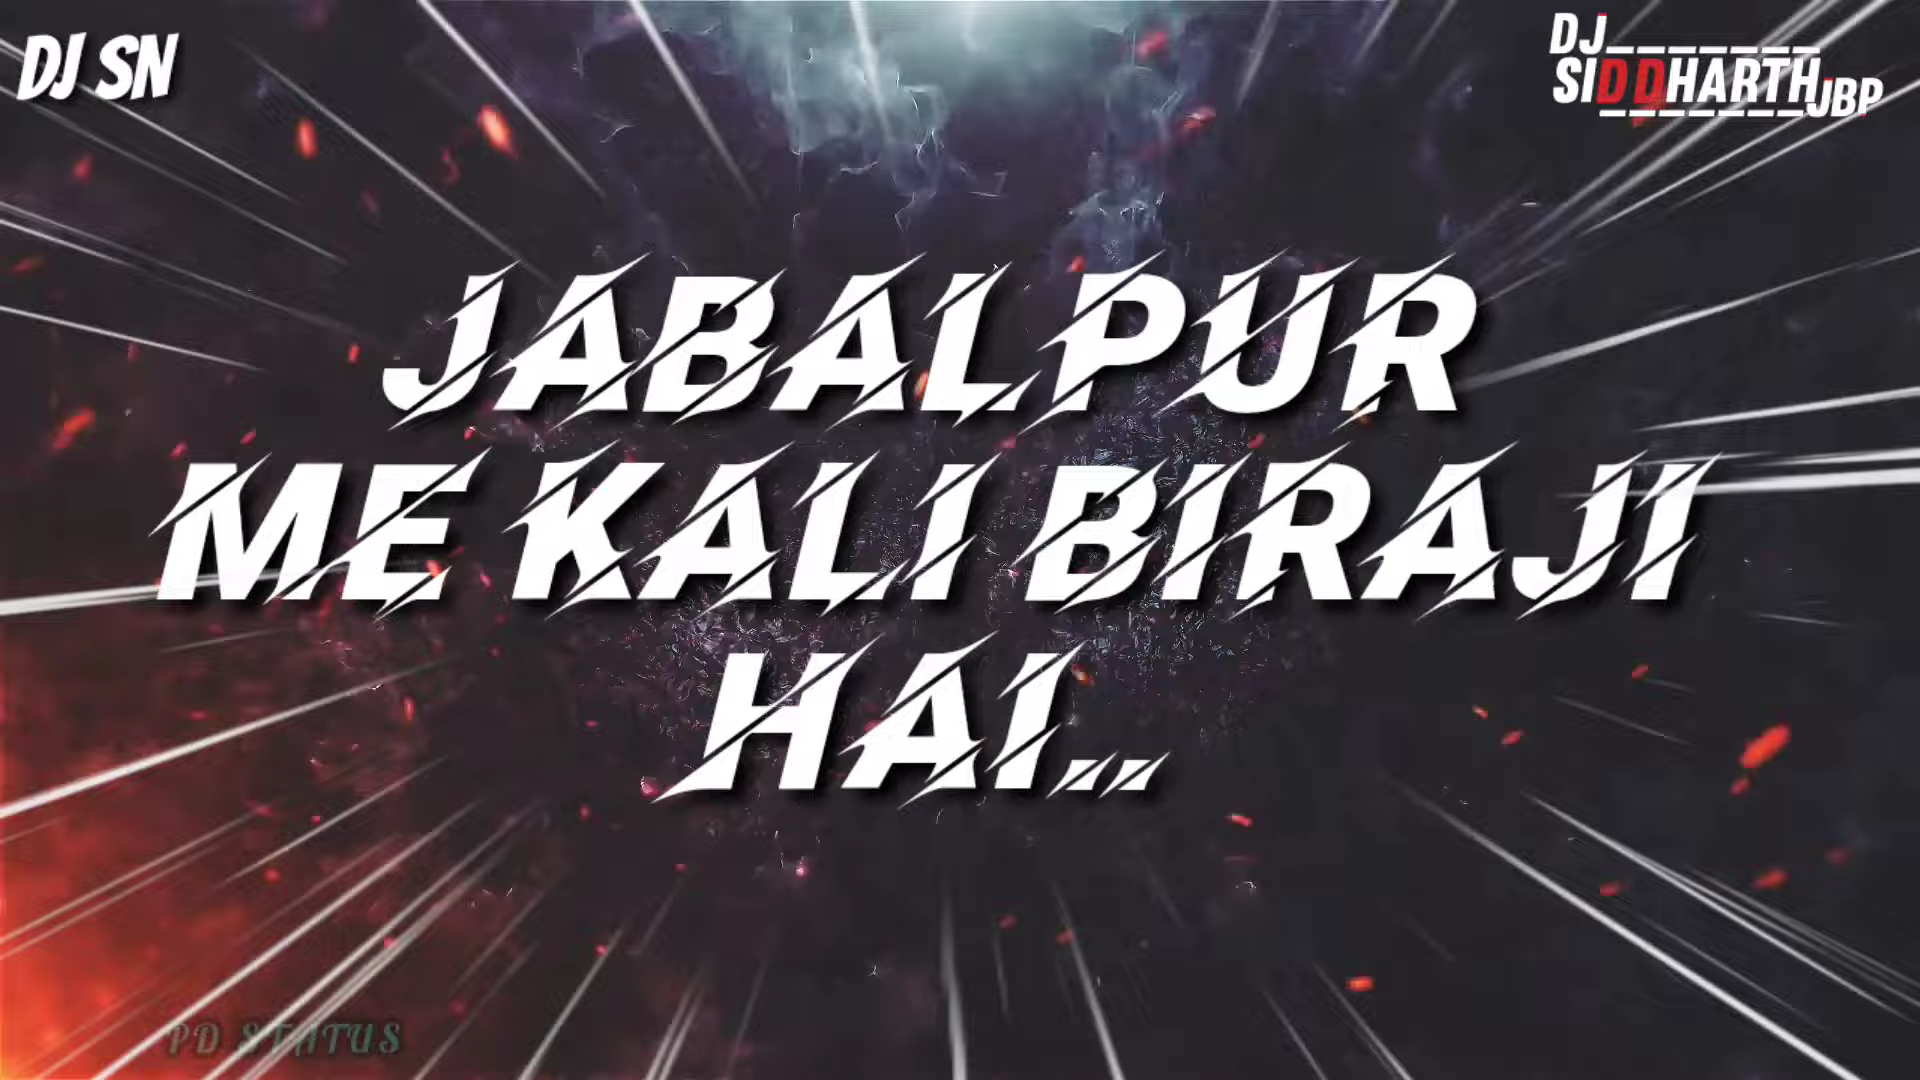 DJ SN
DJ
SIDDHARTH JBP
JABALPUR
ME KALI BIRAJI
HAI...
PD STATUS